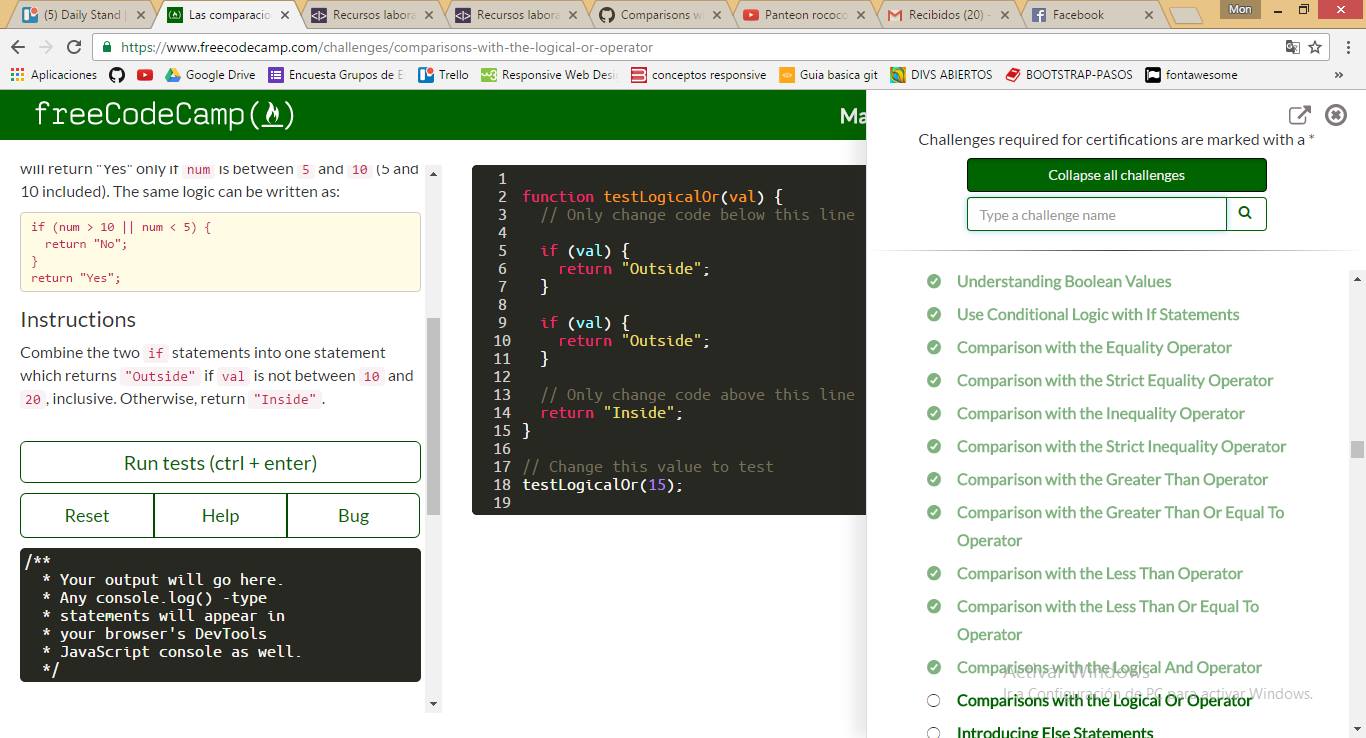 (5) Daily Stand
Las comparacio
Recursos labora
Recursos labora
Comparisons w
Panteon rococo
Recibidos (20) -
Facebook
Mon
https://www.freecodecamp.com/challenges/comparisons-with-the-logical-or-operator
Aplicaciones
Google Drive
Encuesta Grupos de E
Trello
Responsive Web Desi
conceptos responsive
Guia basica git
DIVS ABIERTOS
BOOTSTRAP-PASOS
fontawesome
»
freeCodeCamp
Ma
will return "Yes" only if num is between 5 and 10 (5 and
10 included). The same logic can be written as:
if (num > 10 || num < 5) {
return "No";
}
return "Yes";
Instructions
Combine the two if statements into one statement
which returns "Outside" if val is not between 10 and
20 , inclusive. Otherwise, return "Inside" .
Run tests (ctrl + enter)
Reset
Help
Bug
/**
* Your output will go here.
* Any console.log() -type
* statements will appear in
* your browser's DevTools
* JavaScript console as well.
*/
1
2 function testLogicalOr(val) {
3 // Only change code below this line
4
5 if (val) {
6 return "Outside";
7 }
8
9 if (val) {
10 return "Outside";
11 }
12
13 // Only change code above this line
14 return "Inside";
15 }
16
17 // Change this value to test
18 testLogicalOr(15);
19
Challenges required for certifications are marked with a *
Collapse all challenges
Type a challenge name
Understanding Boolean Values
Use Conditional Logic with If Statements
Comparison with the Equality Operator
Comparison with the Strict Equality Operator
Comparison with the Inequality Operator
Comparison with the Strict Inequality Operator
Comparison with the Greater Than Operator
Comparison with the Greater Than Or Equal To
Operator
Comparison with the Less Than Operator
Comparison with the Less Than Or Equal To
Operator
Comparisons with the Logical And Operator
Activar Windows
Comparisons with the Logical Or Operator
Ir a Configuración de PC para activar Windows.
Introducing Else Statements